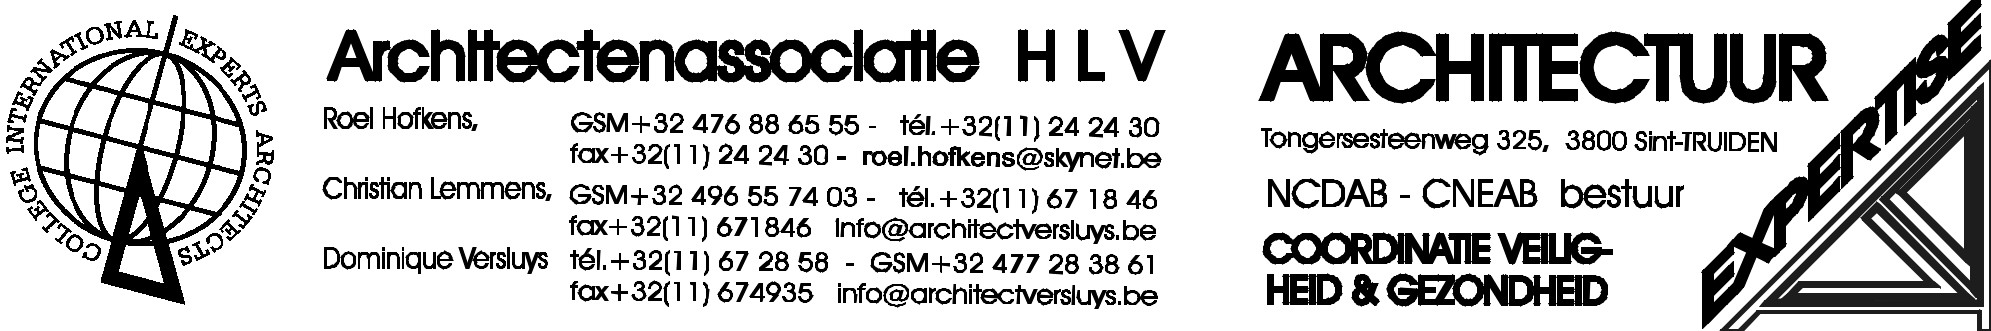 COLLEGE INTERNATIONAL EXPERTS ARCHITECTS
Architectenassociatie H L V
Roel Hofkens,
GSM+32 476 88 65 55 - tél.+32(11) 24 24 30
fax+32(11) 24 24 30 - roel.hofkens@skynet.be
Christian Lemmens,
GSM+32 496 55 74 03 - tél.+32(11) 67 18 46
fax+32(11) 671846 info@architectversluys.be
Dominique Versluys
tél.+32(11) 67 28 58 - GSM+32 477 28 38 61
fax+32(11) 674935 info@architectversluys.be
ARCHITECTUUR
Tongersesteenweg 325, 3800 Sint-TRUIDEN
NCDAB - CNEAB bestuur
COORDINATIE VEILIG-
HEID & GEZONDHEID
EXPERTISE